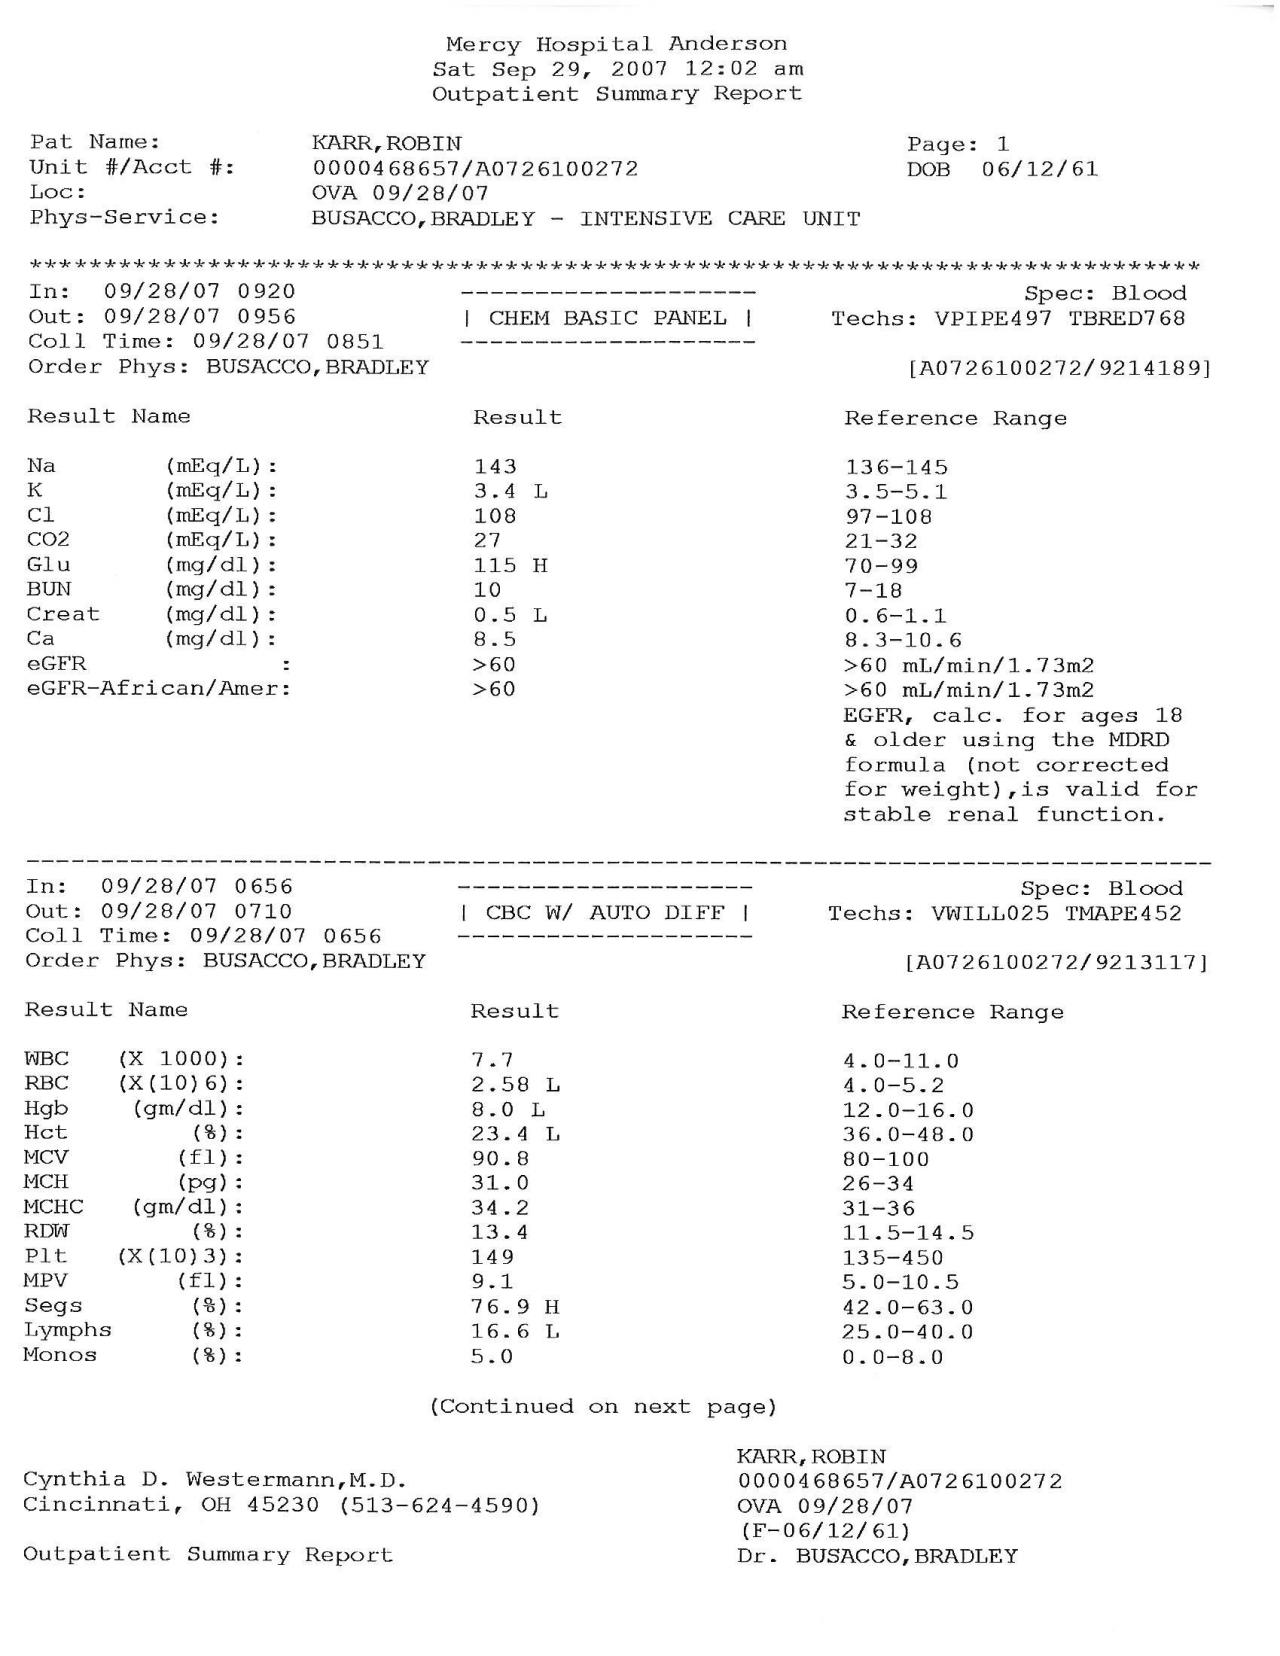 Mercy Hospital Anderson
Sat Sep 29, 2007 12:02 am
Outpatient Summary Report
Pat Name: KARR,ROBIN Page: 1
Unit #/Acct #: 0000468657/A0726100272 DOB 06/12/61
Loc: OVA 09/28/07
Phys-Service: BUSACCO,BRADLEY - INTENSIVE CARE UNIT
*******************************************************************************
In: 09/28/07 0920 -------------------- Spec: Blood
Out: 09/28/07 0956 | CHEM BASIC PANEL | Techs: VPIPE497 TBRED768
Coll Time: 09/28/07 0851 --------------------
Order Phys: BUSACCO,BRADLEY [A0726100272/9214189]
Result Name Result Reference Range
Na (mEq/L): 143 136-145
K (mEq/L): 3.4 L 3.5-5.1
Cl (mEq/L): 108 97-108
CO2 (mEq/L): 27 21-32
Glu (mg/dl): 115 H 70-99
BUN (mg/dl): 10 7-18
Creat (mg/dl): 0.5 L 0.6-1.1
Ca (mg/dl): 8.5 8.3-10.6
eGFR : >60 >60 mL/min/1.73m2
eGFR-African/Amer: >60 >60 mL/min/1.73m2
EGFR, calc. for ages 18
& older using the MDRD
formula (not corrected
for weight),is valid for
stable renal function.
--------------------------------------------------------------------------------
In: 09/28/07 0656 -------------------- Spec: Blood
Out: 09/28/07 0710 | CBC W/ AUTO DIFF | Techs: VWILL025 TMAPE452
Coll Time: 09/28/07 0656 --------------------
Order Phys: BUSACCO,BRADLEY [A0726100272/9213117]
Result Name Result Reference Range
WBC (X 1000): 7.7 4.0-11.0
RBC (X(10)6): 2.58 L 4.0-5.2
Hgb (gm/dl): 8.0 L 12.0-16.0
Hct (%): 23.4 L 36.0-48.0
MCV (fl): 90.8 80-100
MCH (pg): 31.0 26-34
MCHC (gm/dl): 34.2 31-36
RDW (%): 13.4 11.5-14.5
Plt (X(10)3): 149 135-450
MPV (fl): 9.1 5.0-10.5
Segs (%): 76.9 H 42.0-63.0
Lymphs (%): 16.6 L 25.0-40.0
Monos (%): 5.0 0.0-8.0
(Continued on next page)
KARR,ROBIN
Cynthia D. Westermann,M.D. 0000468657/A0726100272
Cincinnati, OH 45230 (513-624-4590) OVA 09/28/07
(F-06/12/61)
Outpatient Summary Report Dr. BUSACCO,BRADLEY